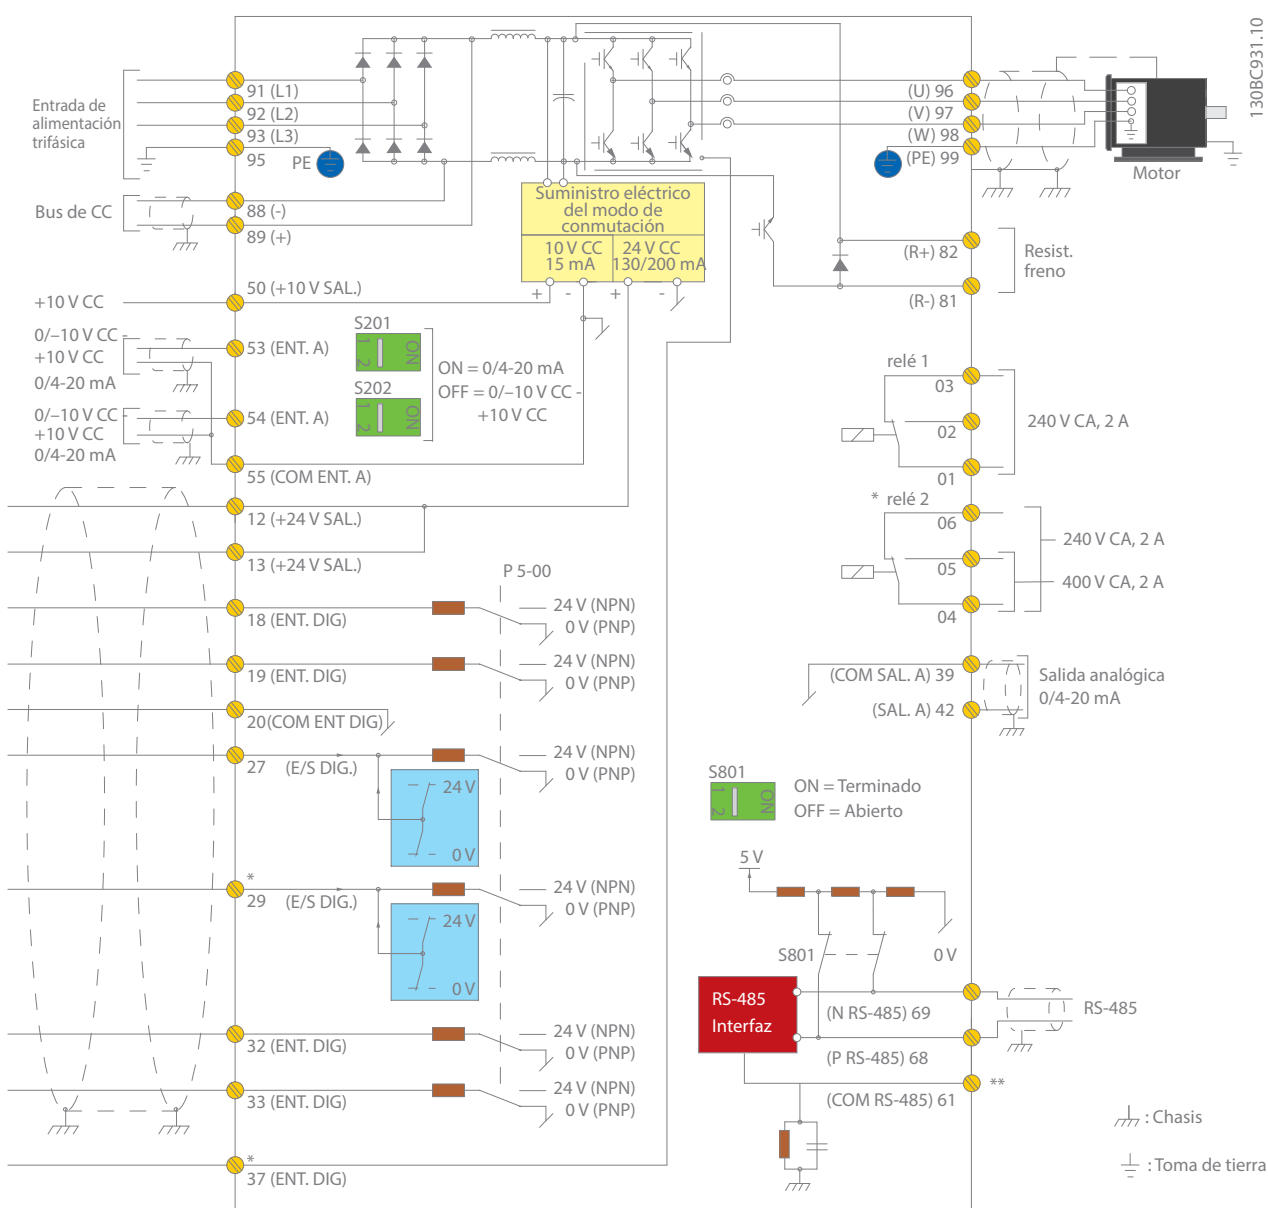 130BC931.10
Entrada de
alimentación
trifásica
91 (L1)
92 (L2)
93 (L3)
95
PE
Bus de CC
88 (-)
89 (+)
+10 V CC
50 (+10 V SAL.)
0/–10 V CC -
+10 V CC
0/4-20 mA
53 (ENT. A)
0/–10 V CC -
+10 V CC
0/4-20 mA
54 (ENT. A)
55 (COM ENT. A)
12 (+24 V SAL.)
13 (+24 V SAL.)
18 (ENT. DIG)
19 (ENT. DIG)
20(COM ENT DIG)
27 (E/S DIG.)
*
29 (E/S DIG.)
32 (ENT. DIG)
33 (ENT. DIG)
*
37 (ENT. DIG)
Suministro eléctrico
del modo de
conmutación
10 V CC
15 mA
24 V CC
130/200 mA
+ - + -
S201
1 2 ON
S202
1 2 ON
ON = 0/4-20 mA
OFF = 0/–10 V CC -
+10 V CC
P 5-00
24 V (NPN)
0 V (PNP)
24 V (NPN)
0 V (PNP)
24 V (NPN)
0 V (PNP)
24 V
0 V
24 V (NPN)
0 V (PNP)
24 V
0 V
24 V (NPN)
0 V (PNP)
24 V (NPN)
0 V (PNP)
(U) 96
(V) 97
(W) 98
(PE) 99
Motor
(R+) 82
(R-) 81
Resist.
freno
relé 1
03
02
01
240 V CA, 2 A
* relé 2
06
05
04
240 V CA, 2 A
400 V CA, 2 A
(COM SAL. A) 39
(SAL. A) 42
Salida analógica
0/4-20 mA
S801
1 2 ON
ON = Terminado
OFF = Abierto
5 V
S801
0 V
RS-485
Interfaz
(N RS-485) 69
(P RS-485) 68
RS-485
(COM RS-485) 61
**
: Chasis
: Toma de tierra